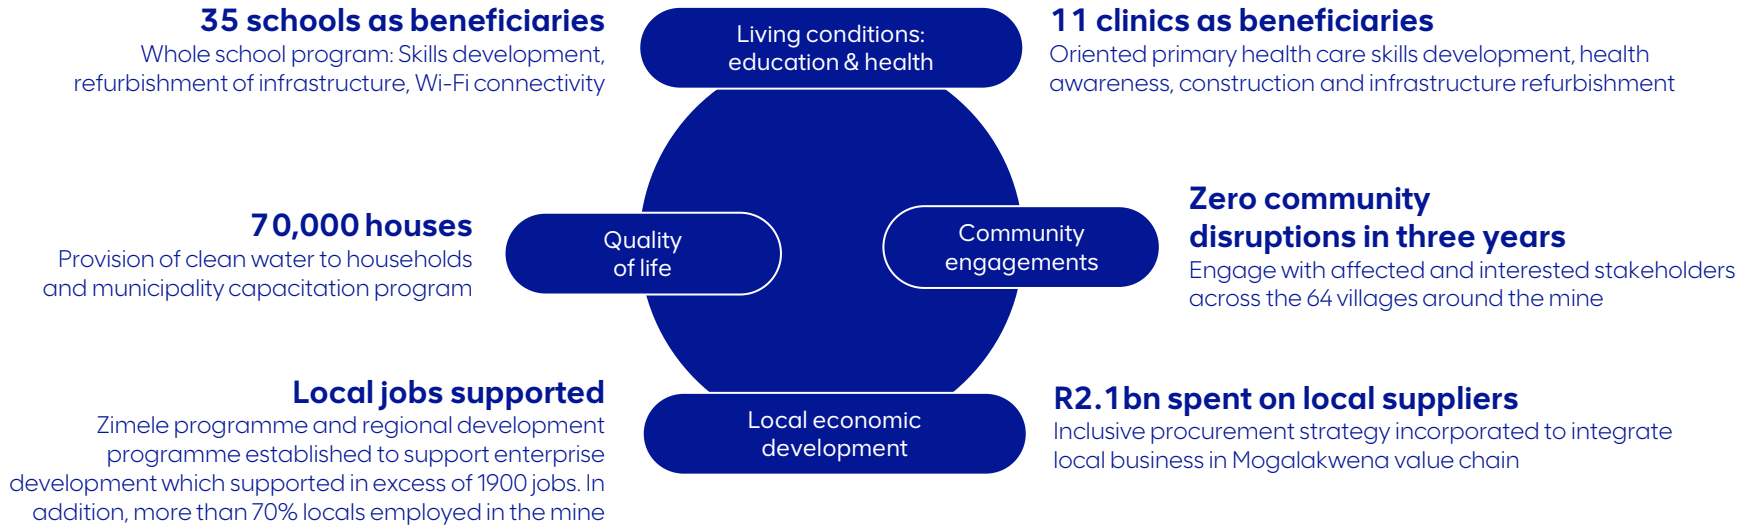 35 schools as beneficiaries
Whole school program: Skills development,
refurbishment of infrastructure, Wi-Fi connectivity
Living conditions:
education & health
11 clinics as beneficiaries
Oriented primary health care skills development, health
awareness, construction and infrastructure refurbishment
70,000 houses
Provision of clean water to households
and municipality capacitation program
Quality
of life
Community
engagements
Zero community
disruptions in three years
Engage with affected and interested stakeholders
across the 64 villages around the mine
Local jobs supported
Zimele programme and regional development
programme established to support enterprise
development which supported in excess of 1900 jobs. In
addition, more than 70% locals employed in the mine
Local economic
development
R2.1bn spent on local suppliers
Inclusive procurement strategy incorporated to integrate
local business in Mogalakwena value chain